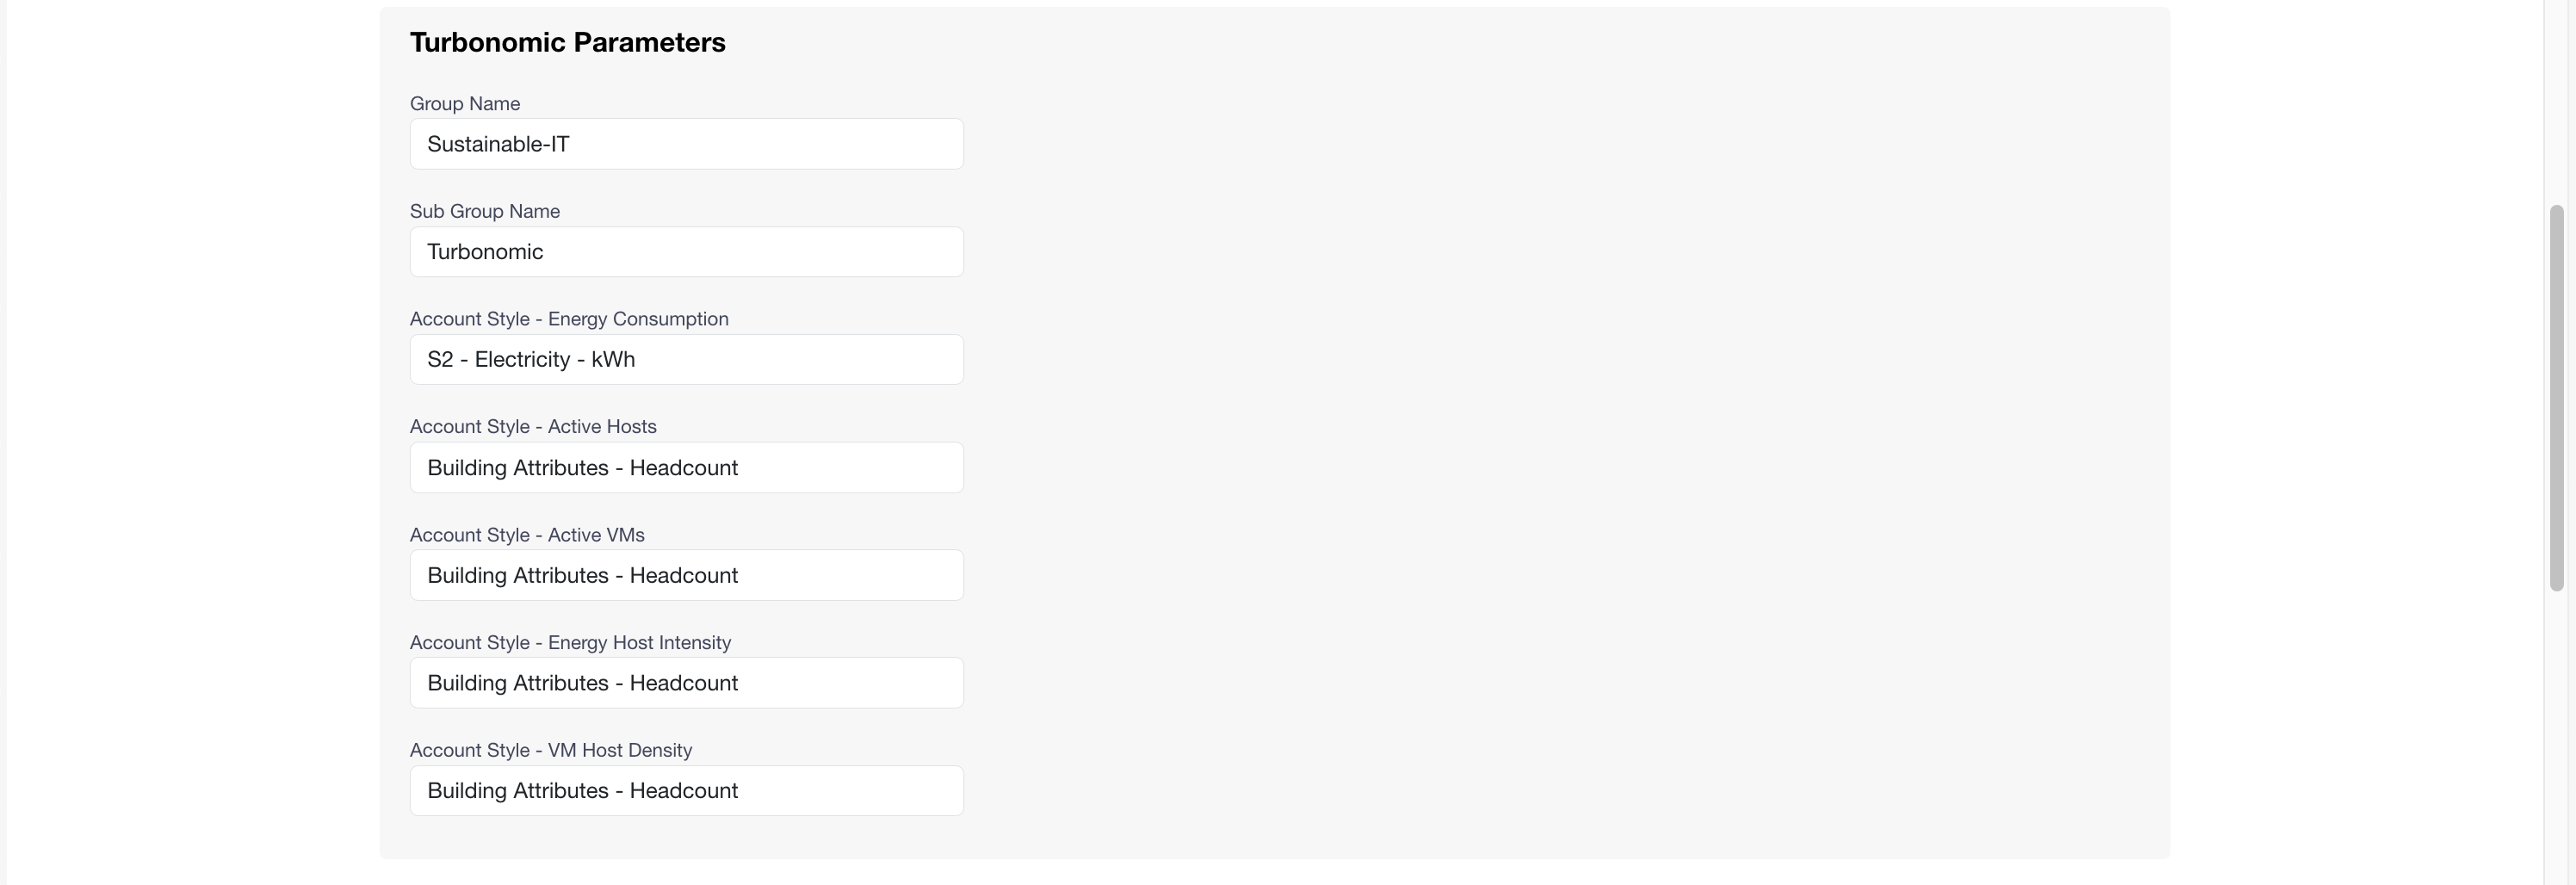 Turbonomic Parameters
Group Name
Sustainable-IT
Sub Group Name
Turbonomic
Account Style - Energy Consumption
S2 - Electricity - kWh
Account Style - Active Hosts
Building Attributes - Headcount
Account Style - Active VMs
Building Attributes - Headcount
Account Style - Energy Host Intensity
Building Attributes - Headcount
Account Style - VM Host Density
Building Attributes - Headcount